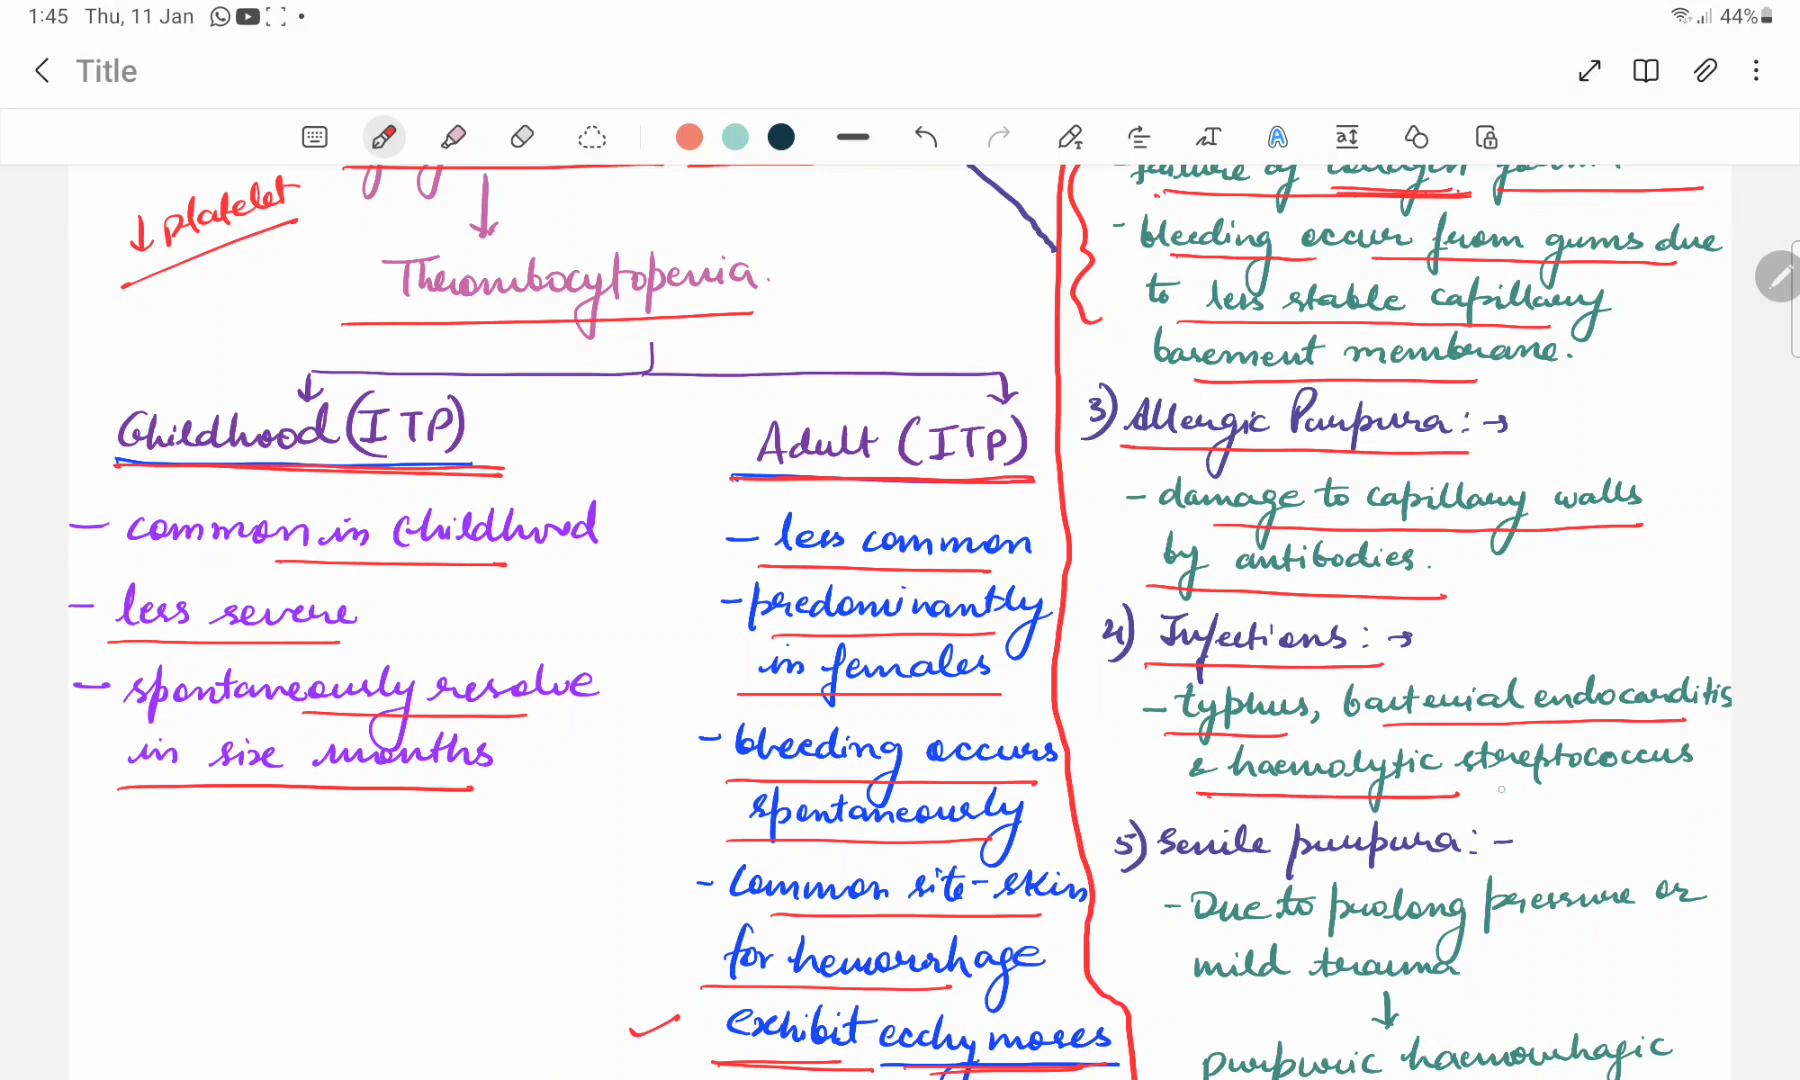 1:45 Thu, 11 Jan
44%
Title
↓ platelet
↓
Thrombocytopenia.
Childhood (ITP)
- common in childhood
- less severe
- spontaneously resolve
in six months
Adult (ITP)
- less common
- predominantly
in females
- bleeding occurs
spontaneously
- Common site - skin
for hemorrhage
exhibit ecchymoses
- failure of collagen
- bleeding occur from gums due
to less stable capillary
basement membrane.
3) Allergic Purpura: →
- damage to capillary walls
by antibodies.
4) Infections: →
- typhus, bacterial endocarditis
& haemolytic streptococcus
5) Senile purpura: -
- Due to prolong pressure or
mild trauma
↓
purpuric haemorrhagic